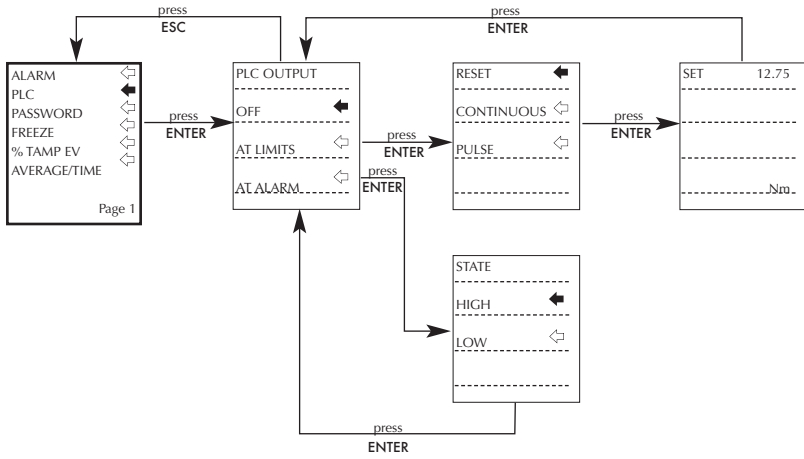 press
ESC
press
ENTER
ALARM
PLC
PASSWORD
FREEZE
% TAMP EV
AVERAGE/TIME
Page 1
press
ENTER
PLC OUTPUT
OFF
AT LIMITS
AT ALARM
press
ENTER
press
ENTER
RESET
CONTINUOUS
PULSE
press
ENTER
SET 12.75
Nm
STATE
HIGH
LOW
press
ENTER